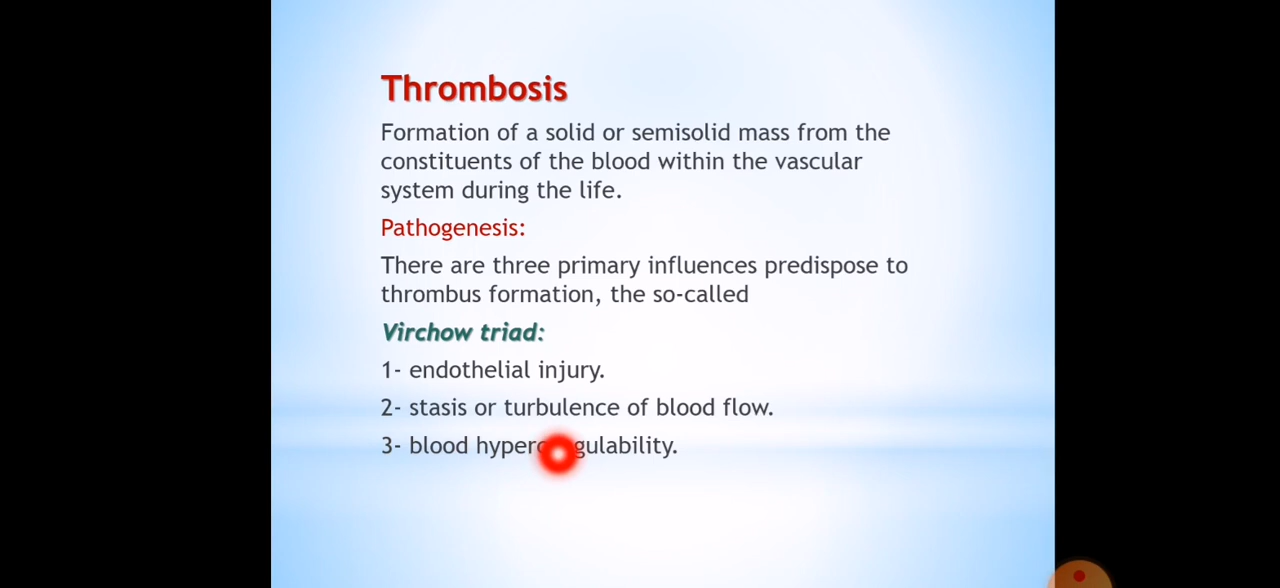 Thrombosis
Formation of a solid or semisolid mass from the
constituents of the blood within the vascular
system during the life.
Pathogenesis:
There are three primary influences predispose to
thrombus formation, the so-called
Virchow triad:
1- endothelial injury.
2- stasis or turbulence of blood flow.
3- blood hypercoagulability.